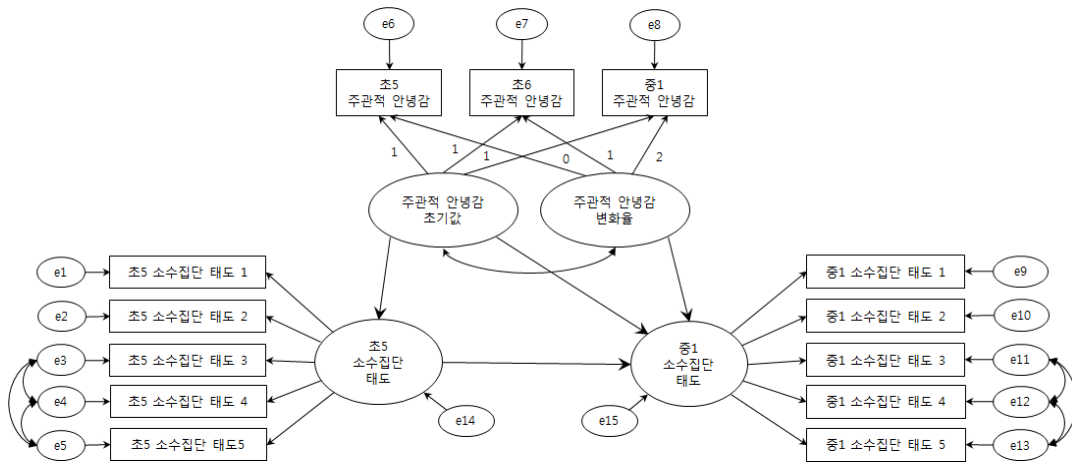 e6
e7
e8
초5
주관적 안녕감
초6
주관적 안녕감
중1
주관적 안녕감
1
1
1
0
1
2
주관적 안녕감
초기값
주관적 안녕감
변화율
e1
초5 소수집단 태도 1
e2
초5 소수집단 태도 2
e3
초5 소수집단 태도 3
e4
초5 소수집단 태도 4
e5
초5 소수집단 태도5
초5
소수집단
태도
e14
중1
소수집단
태도
e15
중1 소수집단 태도 1
e9
중1 소수집단 태도 2
e10
중1 소수집단 태도 3
e11
중1 소수집단 태도 4
e12
중1 소수집단 태도 5
e13